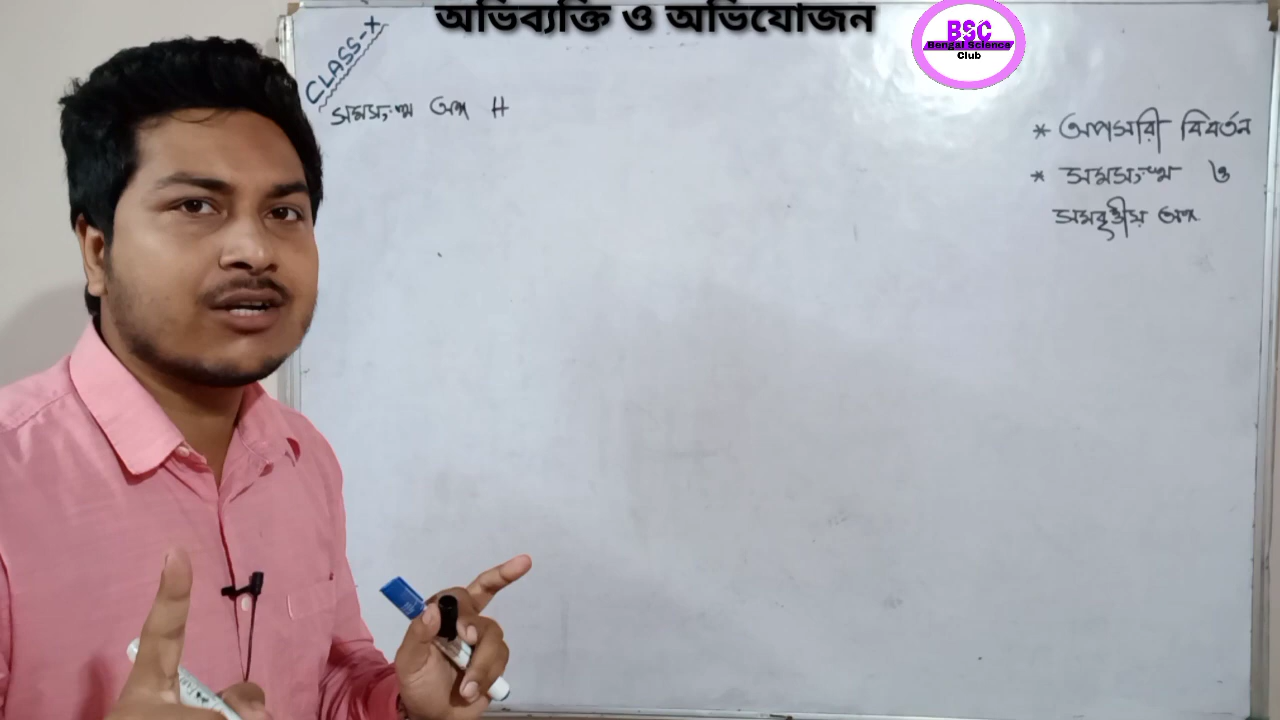 অভিব্যক্তি ও অভিযোজন
BSC
Bengal Science
Club
CLASS-X
সমসংস্থ অঙ্গ #
* অপসারী বিবর্তন
* সমসংস্থ ও
সমবৃত্তীয় অঙ্গ